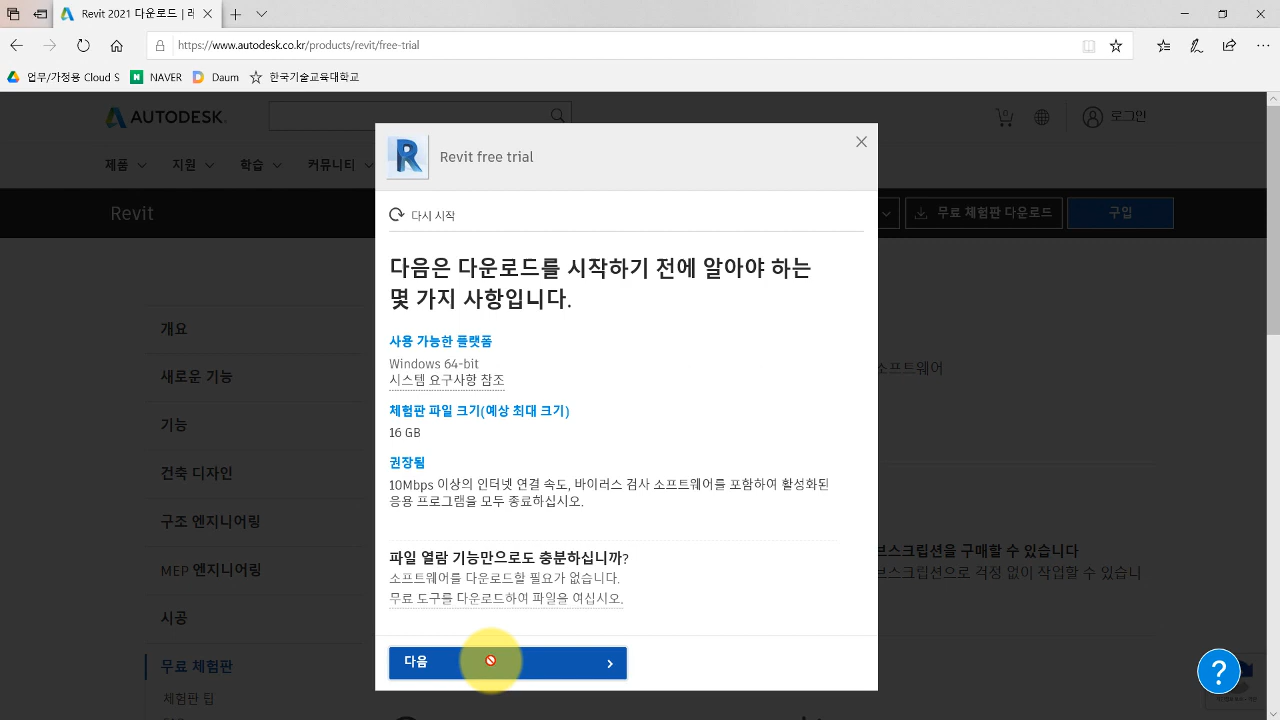 Revit 2021 다운로드 | 라
https://www.autodesk.co.kr/products/revit/free-trial
업무/가정용 Cloud S
NAVER
Daum
한국기술교육대학교
AUTODESK.
0
로그인
제품
지원
학습
커뮤니티
Revit
무료 체험판 다운로드
구입
Revit free trial
다시 시작
다음은 다운로드를 시작하기 전에 알아야 하는
몇 가지 사항입니다.
사용 가능한 플랫폼
Windows 64-bit
시스템 요구사항 참조
체험판 파일 크기(예상 최대 크기)
16 GB
권장됨
10Mbps 이상의 인터넷 연결 속도, 바이러스 검사 소프트웨어를 포함하여 활성화된
응용 프로그램을 모두 종료하십시오.
파일 열람 기능만으로도 충분하십니까?
소프트웨어를 다운로드할 필요가 없습니다.
무료 도구를 다운로드하여 파일을 여십시오.
다음
개요
새로운 기능
기능
건축 디자인
구조 엔지니어링
MEP 엔지니어링
시공
무료 체험판
체험판 팁
소프트웨어
브스크립션을 구매할 수 있습니다
브스크립션으로 걱정 없이 작업할 수 있습니
?